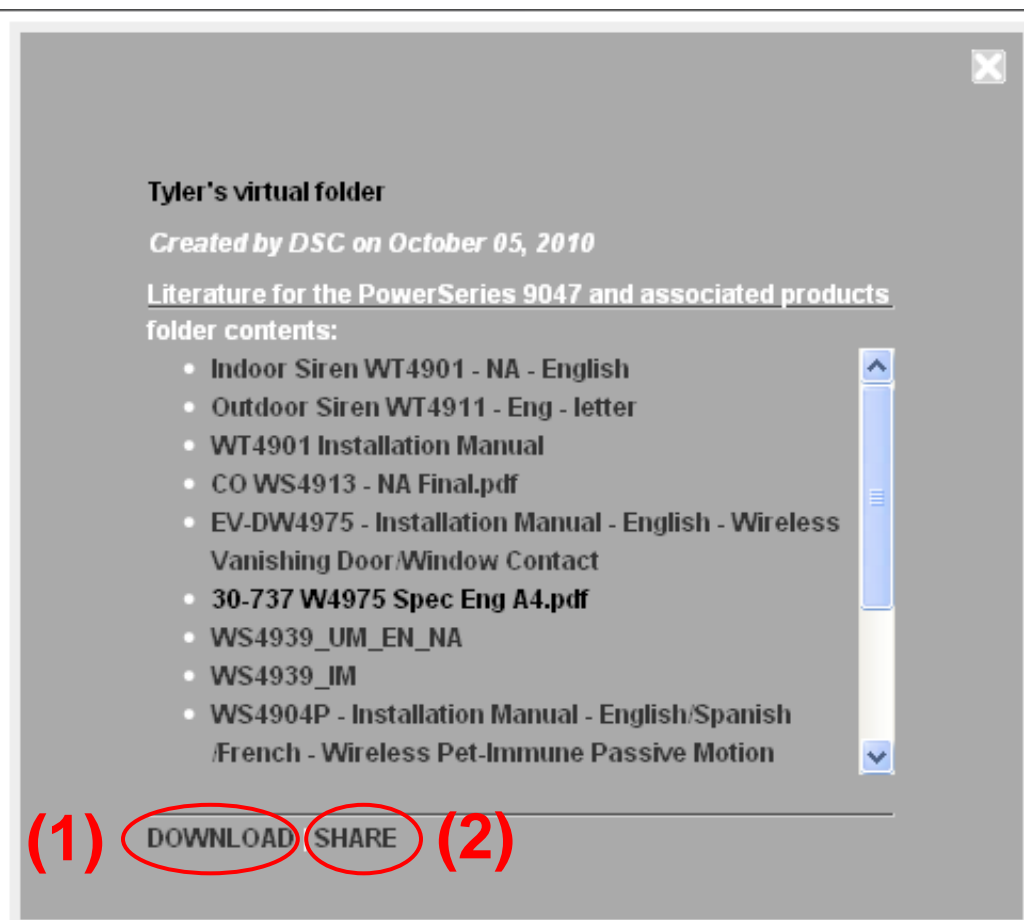 Tyler's virtual folder
Created by DSC on October 05, 2010
Literature for the PowerSeries 9047 and associated products
folder contents:
Indoor Siren WT4901 - NA - English
Outdoor Siren WT4911 - Eng - letter
WT4901 Installation Manual
CO WS4913 - NA Final.pdf
EV-DW4975 - Installation Manual - English - Wireless
Vanishing Door/Window Contact
30-737 W4975 Spec Eng A4.pdf
WS4939_UM_EN_NA
WS4939_IM
WS4904P - Installation Manual - English/Spanish
/French - Wireless Pet-Immune Passive Motion
(1) DOWNLOAD | SHARE (2)